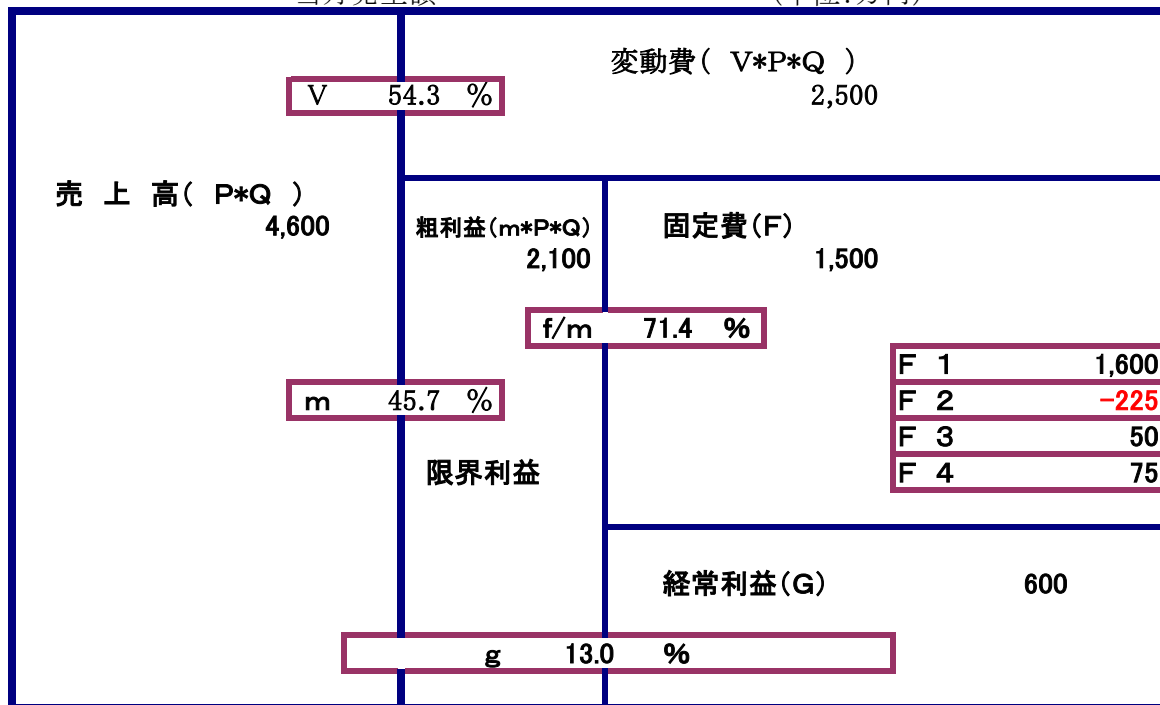 変動費( V*P*Q )
V 54.3 %
2,500
売 上 高( P*Q )
4,600
粗利益(m*P*Q)
2,100
固定費(F)
1,500
f/m 71.4 %
F 1 1,600
m 45.7 %
F 2 -225
F 3 50
限界利益
F 4 75
経常利益(G) 600
g 13.0 %